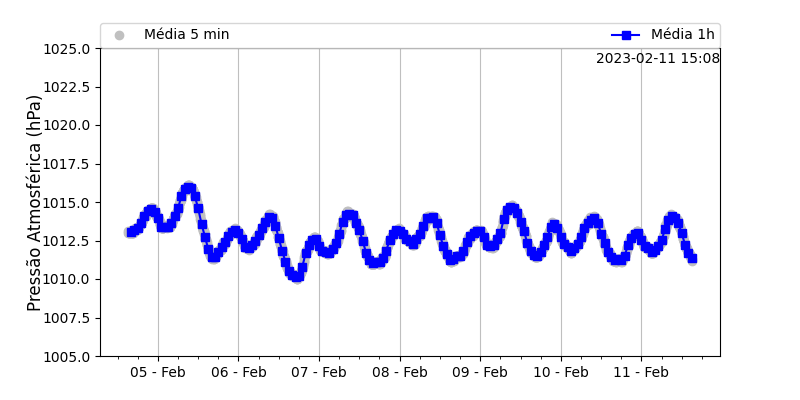 Média 5 min
Média 1h
2023-02-11 15:08
Pressão Atmosférica (hPa)
1025.0
1022.5
1020.0
1017.5
1015.0
1012.5
1010.0
1007.5
1005.0
05 - Feb
06 - Feb
07 - Feb
08 - Feb
09 - Feb
10 - Feb
11 - Feb